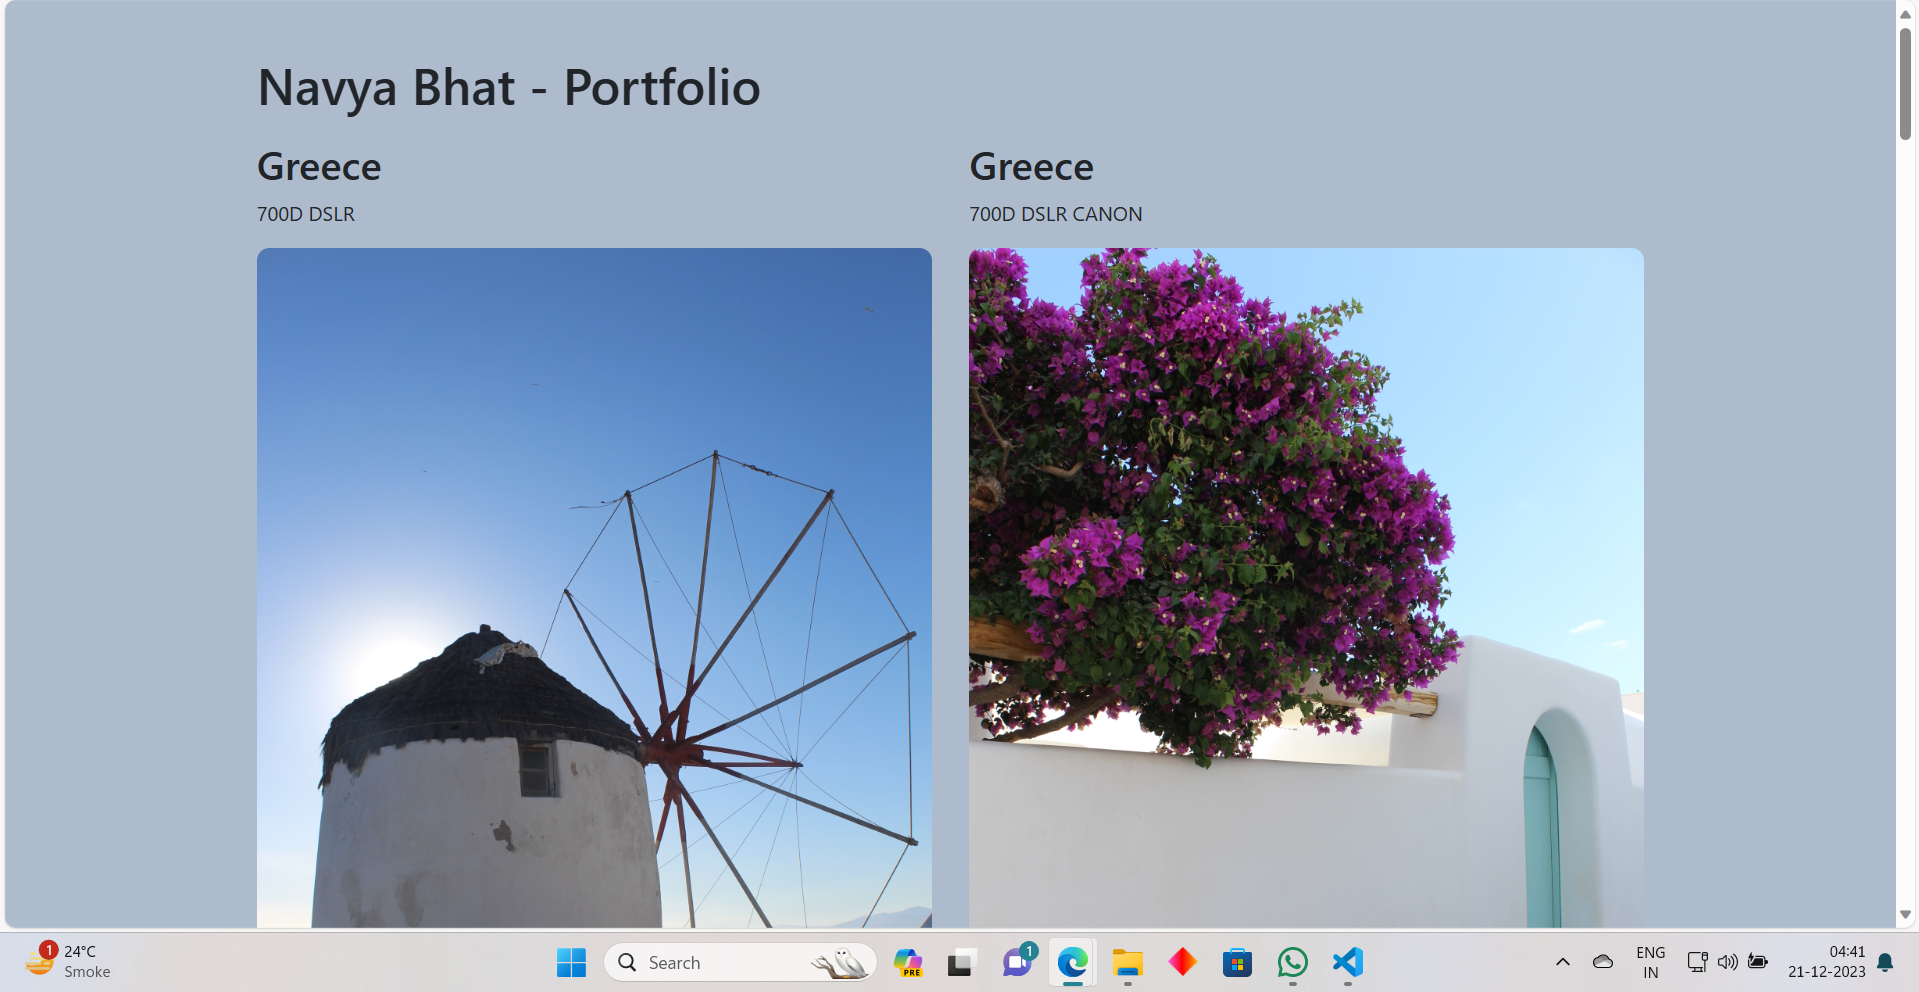 Navya Bhat - Portfolio
Greece
700D DSLR
Greece
700D DSLR CANON
1
24°C
Smoke
Search
PRE
1
ENG
IN
04:41
21-12-2023